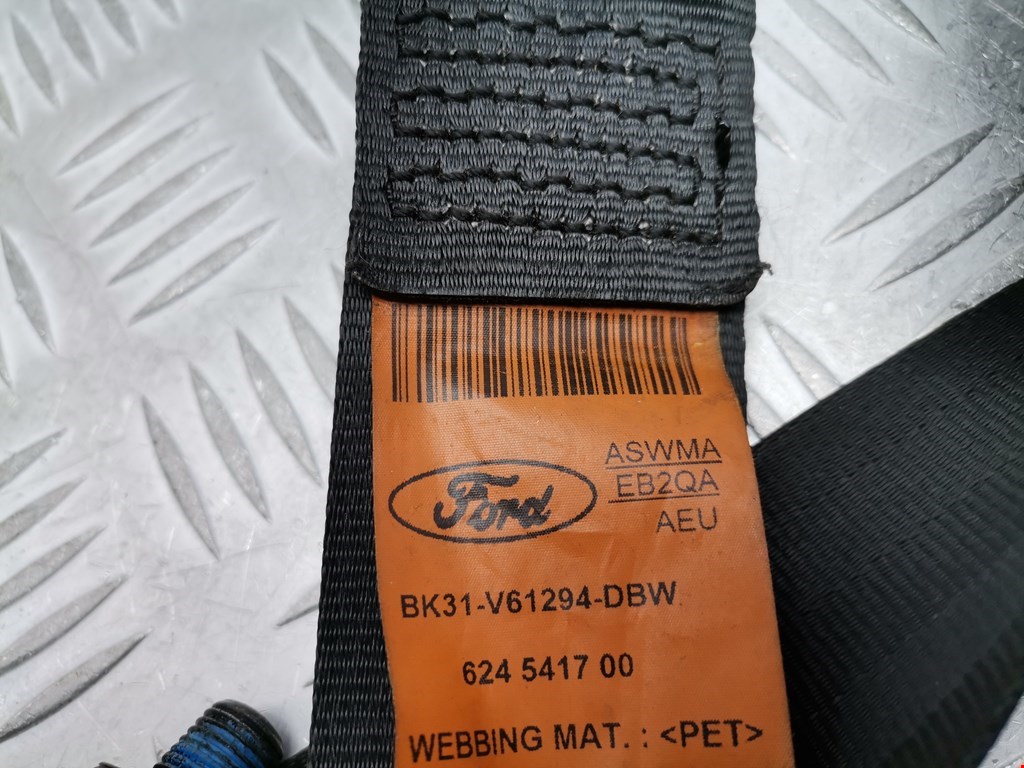 ASWMA
Ford
EB2QA
AEU
BK31-V61294-DBW
624 5417 00
WEBBING MAT. : <PET>